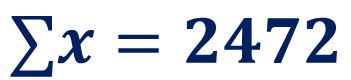 ∑x = 2472